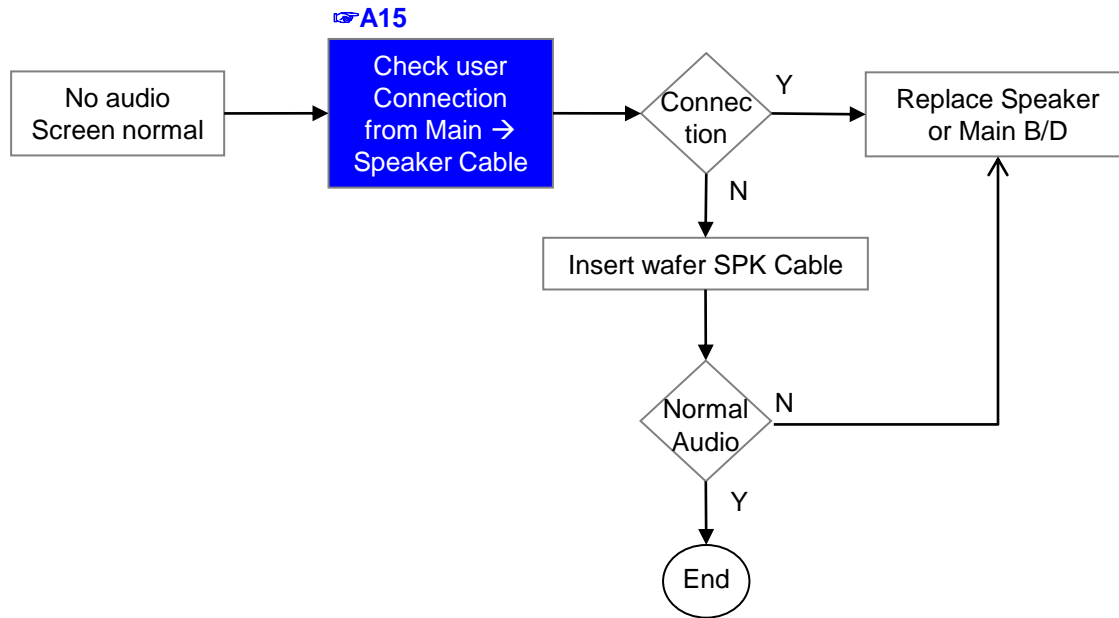 ☞A15
No audio
Screen normal
Check user
Connection
from Main →
Speaker Cable
Connec
tion
Y
Replace Speaker
or Main B/D
N
Insert wafer SPK Cable
Normal
Audio
N
Y
End